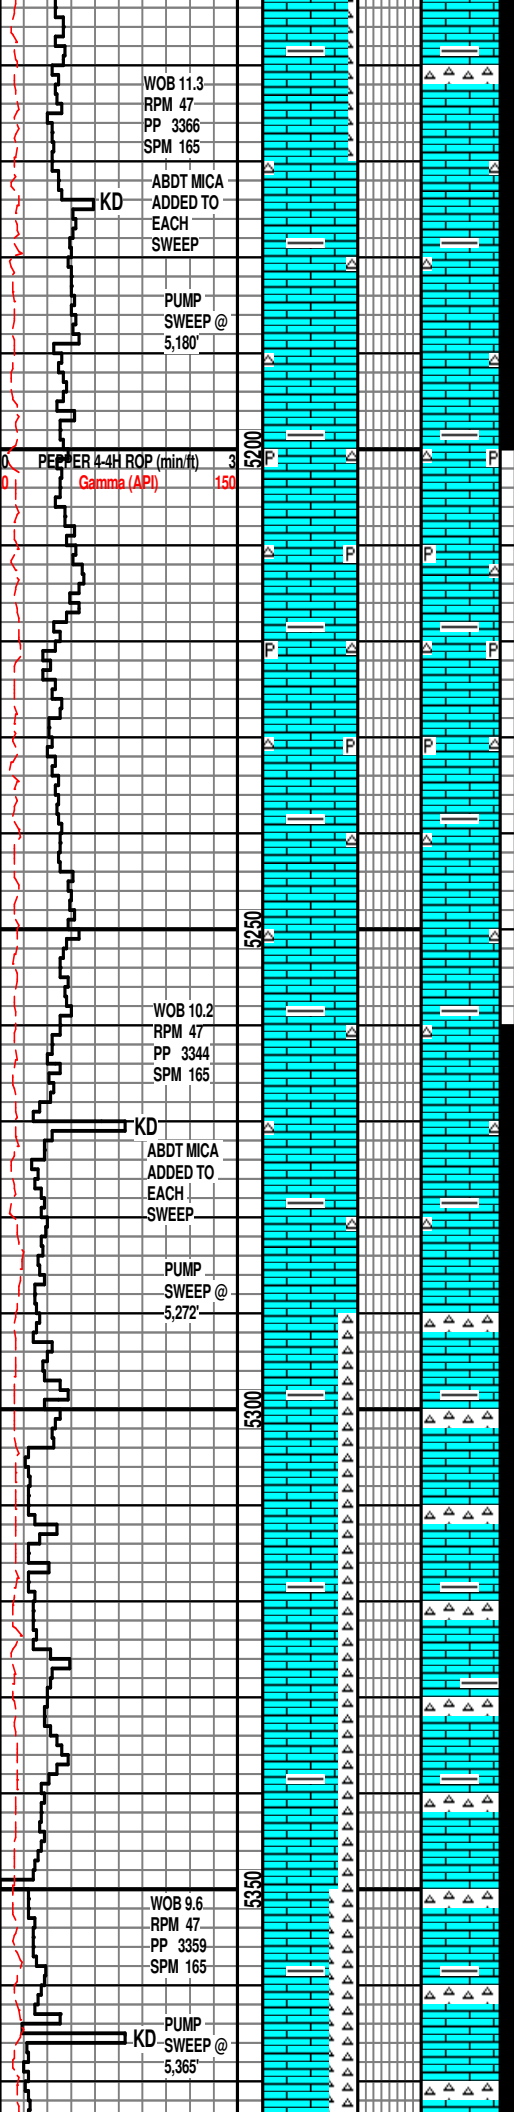 WOB 11.3
RPM 47
PP 3366
SPM 165
KD
ABDT MICA
ADDED TO
EACH
SWEEP
PUMP
SWEEP @
5,180'
5200
0 PEPPER 4-4H ROP (min/ft) 3
0 Gamma (API) 150
P P
P P
P P
P P
5250
WOB 10.2
RPM 47
PP 3344
SPM 165
KD
ABDT MICA
ADDED TO
EACH
SWEEP
PUMP
SWEEP @
5,272'
5300
5350
WOB 9.6
RPM 47
PP 3359
SPM 165
KD
PUMP
SWEEP @
5,365'